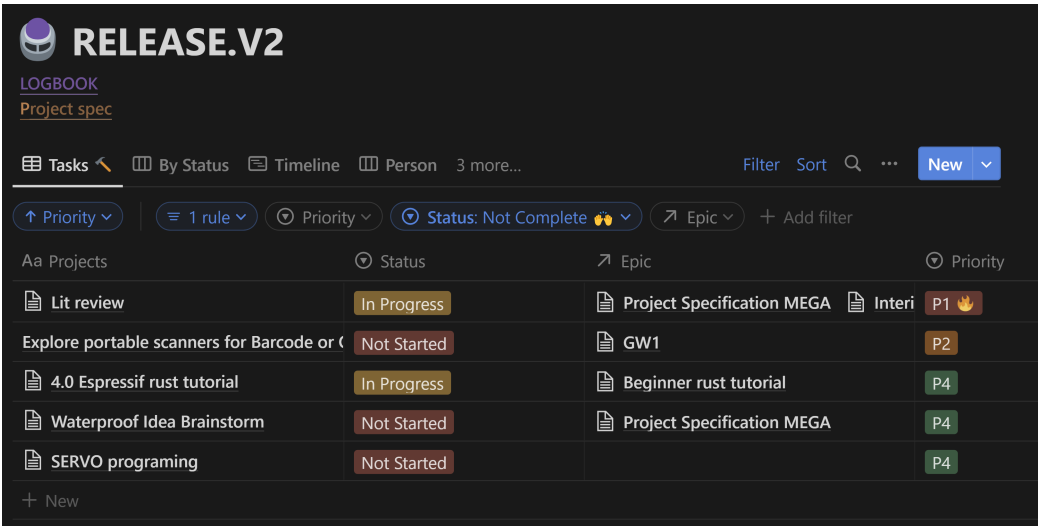 RELEASE.V2
LOGBOOK
Project spec
Tasks 🔨 By Status Timeline Person 3 more...
Filter Sort ··· New
↑ Priority 1 rule Priority Status: Not Complete 🙌 ↗ Epic + Add filter
Aa Projects Status ↗ Epic Priority
Lit review In Progress Project Specification MEGA Interi P1 🔥
Explore portable scanners for Barcode or Not Started GW1 P2
4.0 Espressif rust tutorial In Progress Beginner rust tutorial P4
Waterproof Idea Brainstorm Not Started Project Specification MEGA P4
SERVO programing Not Started P4
+ New